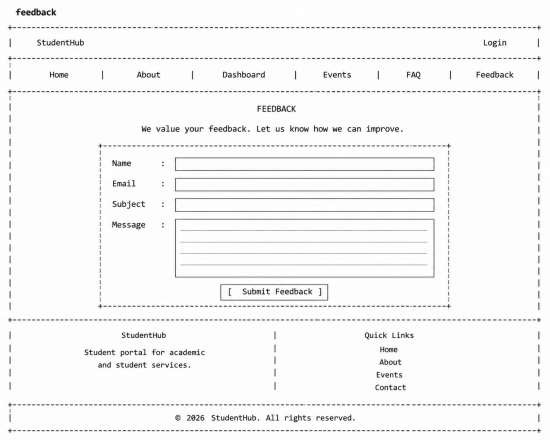 feedback
StudentHub Login
Home | About | Dashboard | Events | FAQ | Feedback
FEEDBACK
We value your feedback. Let us know how we can improve.
Name :
Email :
Subject :
Message :
[ Submit Feedback ]
StudentHub
Student portal for academic
and student services.
Quick Links
Home
About
Events
Contact
© 2026 StudentHub. All rights reserved.